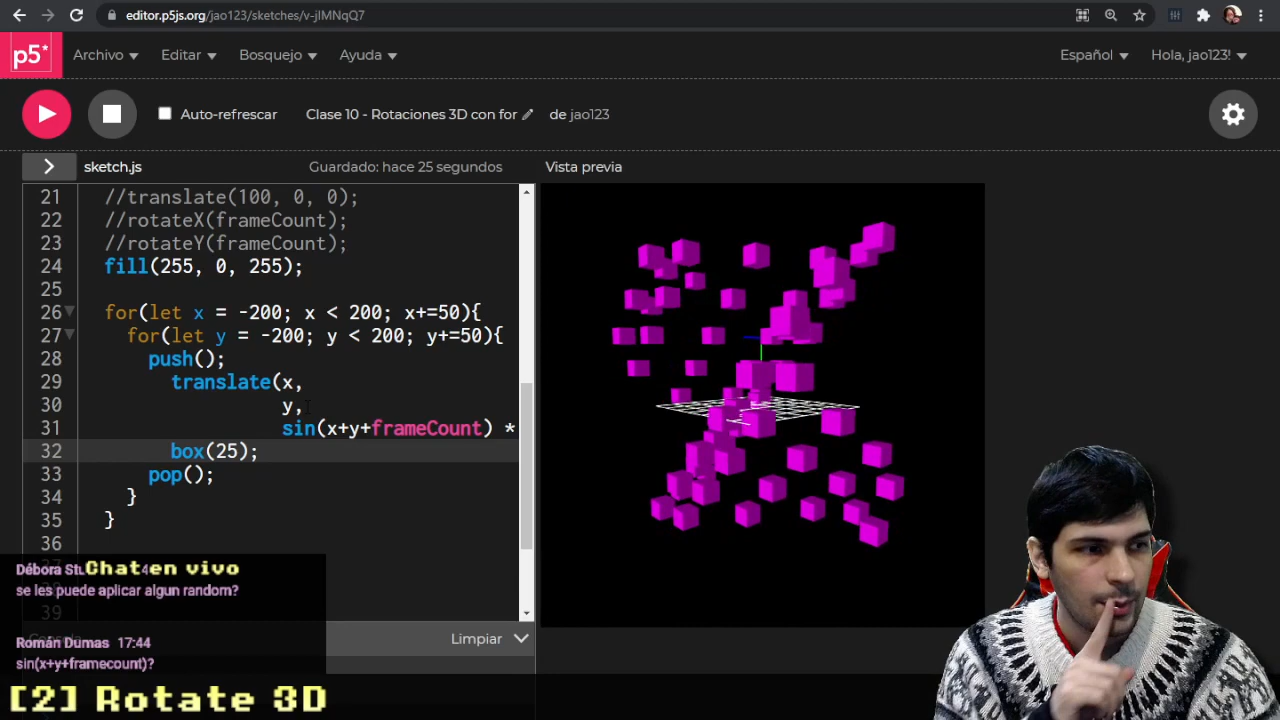 editor.p5js.org/jao123/sketches/v-jIMNqQ7
p5*
Archivo
Editar
Bosquejo
Ayuda
Español
Hola, jao123!
Auto-refrescar
Clase 10 - Rotaciones 3D con for
de jao123
sketch.js
Guardado: hace 25 segundos
Vista previa
21 //translate(100, 0, 0);
22 //rotateX(frameCount);
23 //rotateY(frameCount);
24 fill(255, 0, 255);
25
26 for(let x = -200; x < 200; x+=50){
27 for(let y = -200; y < 200; y+=50){
28 push();
29 translate(x,
30 y,
31 sin(x+y+frameCount) *
32 box(25);
33 pop();
34 }
35 }
36
39
Chat en vivo
Débora
se les puede aplicar algun random?
Román Dumas 17:44
sin(x+y+framecount)?
Limpiar
[2] Rotate 3D